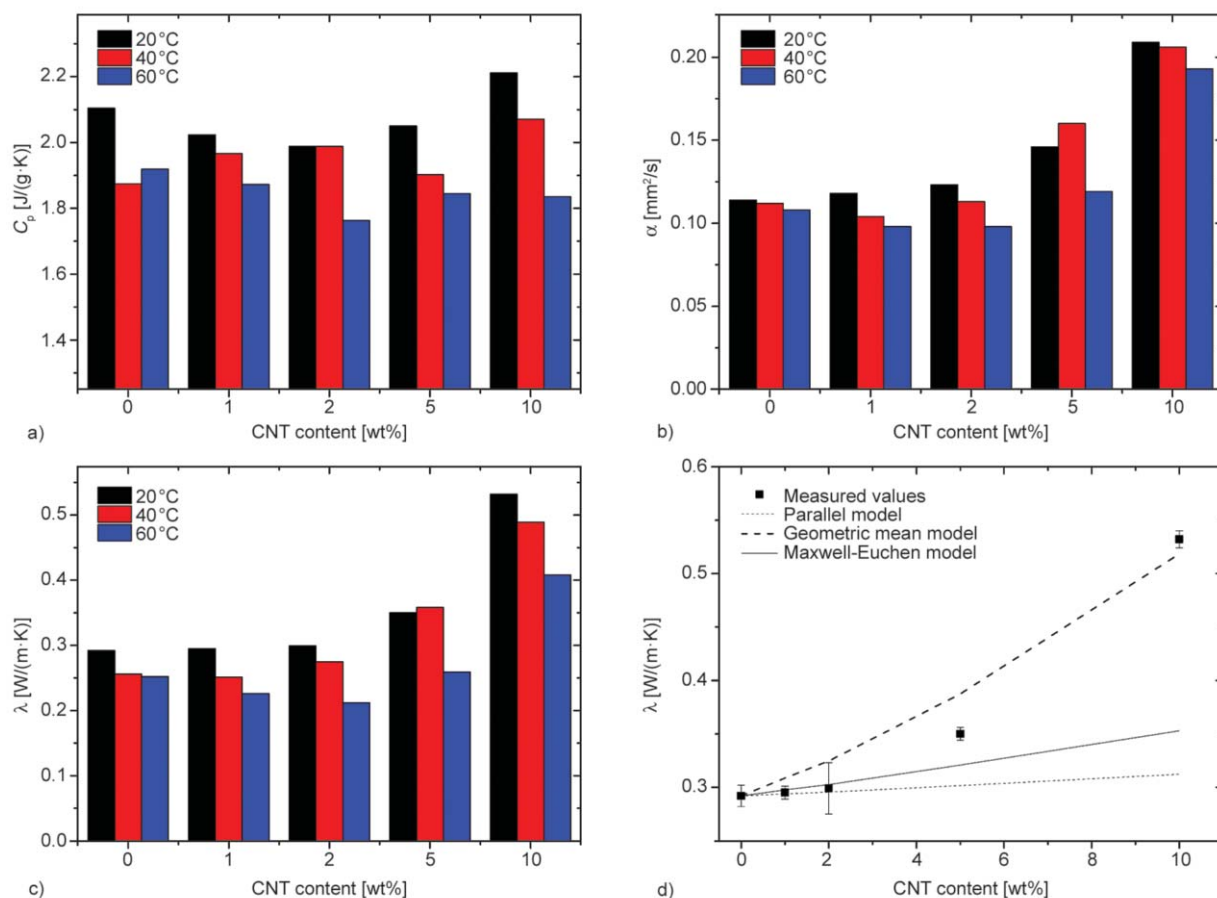 20°C
40°C
60°C
2.2
2.0
1.8
1.6
1.4
Cp [J/(g·K)]
0 1 2 5 10
CNT content [wt%]
a)
20°C
40°C
60°C
0.20
0.15
0.10
0.05
0.00
α [mm²/s]
0 1 2 5 10
CNT content [wt%]
b)
20°C
40°C
60°C
0.5
0.4
0.3
0.2
0.1
0.0
λ [W/(m·K)]
0 1 2 5 10
CNT content [wt%]
c)
Measured values
Parallel model
Geometric mean model
Maxwell-Euchen model
0.6
0.5
0.4
0.3
λ [W/(m·K)]
0 2 4 6 8 10
CNT content [wt%]
d)